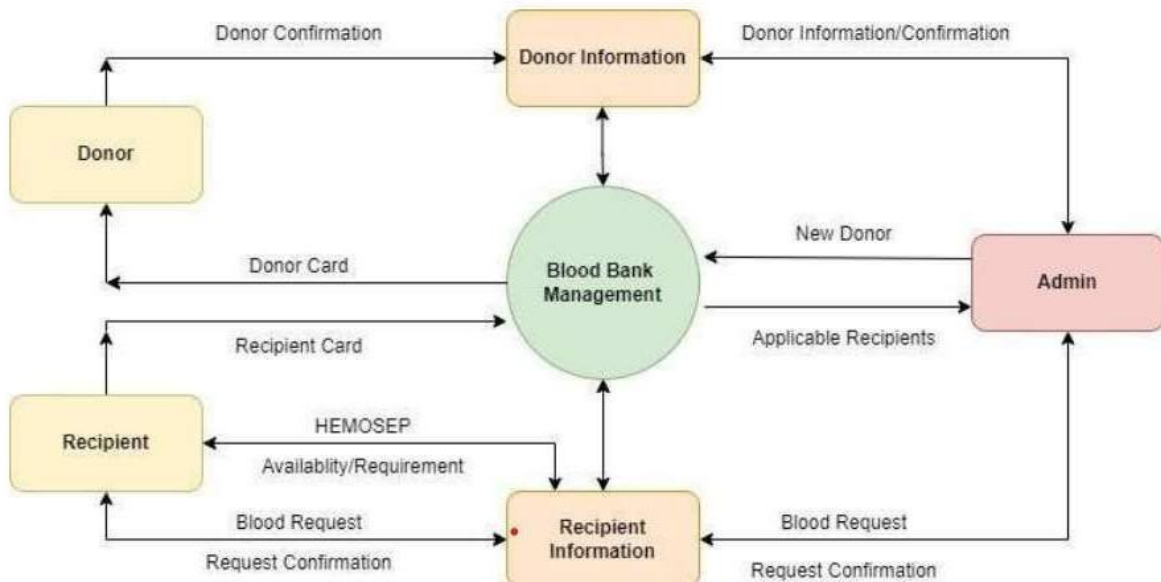 Donor Confirmation
Donor Information
Donor Information/Confirmation
Donor
New Donor
Donor Card
Blood Bank
Management
Admin
Recipient Card
Applicable Recipients
HEMOSEP
Recipient
Availablity/Requirement
Blood Request
Recipient
Information
Blood Request
Request Confirmation
Request Confirmation